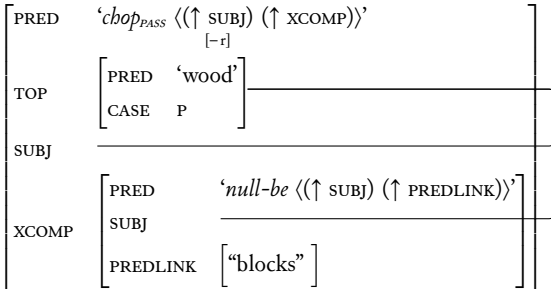 PRED ‘chop_PASS ⟨(↑ SUBJ) (↑ XCOMP)⟩’
[−r]
PRED ‘wood’
TOP
CASE P
SUBJ
PRED ‘null-be ⟨(↑ SUBJ) (↑ PREDLINK)⟩’
SUBJ
XCOMP
PREDLINK [“blocks” ]